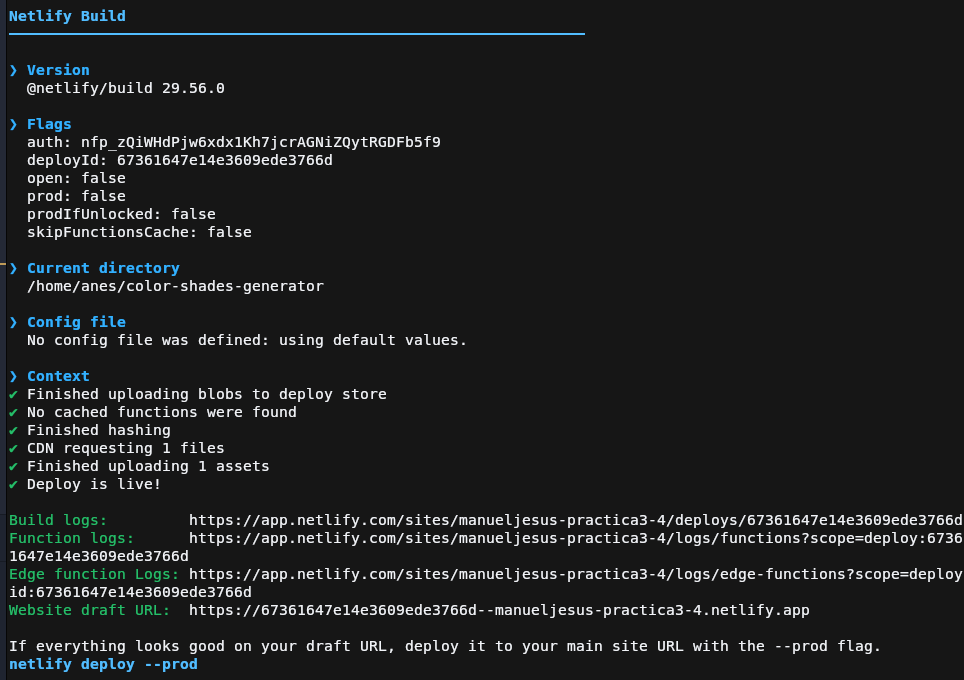 Netlify Build
❯ Version
@netlify/build 29.56.0
❯ Flags
auth: nfp_zQiWHdPjw6xdx1Kh7jcrAGNiZQytRGDFb5f9
deployId: 67361647e14e3609ede3766d
open: false
prod: false
prodIfUnlocked: false
skipFunctionsCache: false
❯ Current directory
/home/anes/color-shades-generator
❯ Config file
No config file was defined: using default values.
❯ Context
✔ Finished uploading blobs to deploy store
✔ No cached functions were found
✔ Finished hashing
✔ CDN requesting 1 files
✔ Finished uploading 1 assets
✔ Deploy is live!
Build logs: https://app.netlify.com/sites/manueljesus-practica3-4/deploys/67361647e14e3609ede3766d
Function logs: https://app.netlify.com/sites/manueljesus-practica3-4/logs/functions?scope=deploy:6736
1647e14e3609ede3766d
Edge function Logs: https://app.netlify.com/sites/manueljesus-practica3-4/logs/edge-functions?scope=deploy
id:67361647e14e3609ede3766d
Website draft URL: https://67361647e14e3609ede3766d--manueljesus-practica3-4.netlify.app
If everything looks good on your draft URL, deploy it to your main site URL with the --prod flag.
netlify deploy --prod